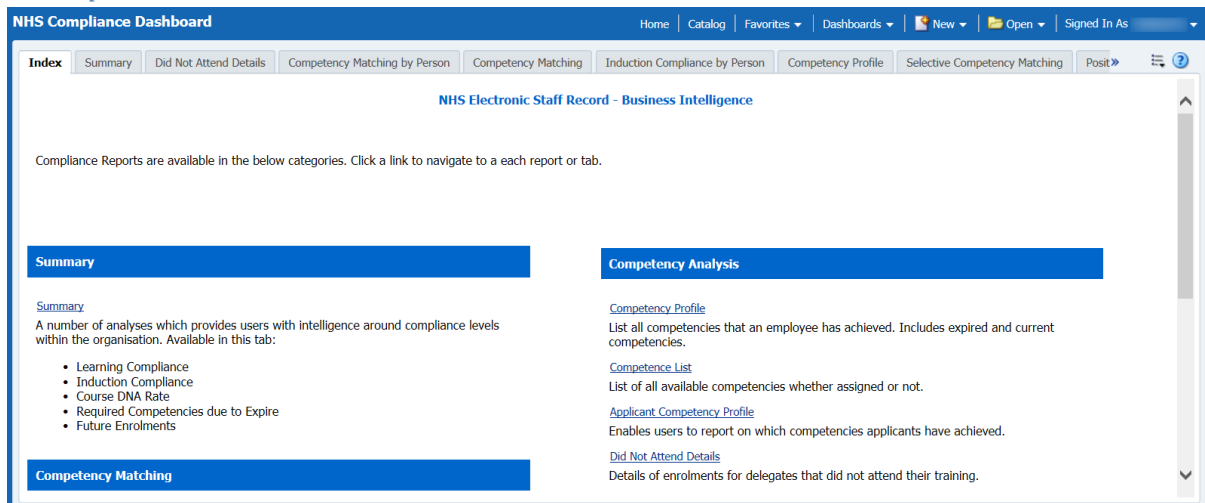 NHS Compliance Dashboard
Home
Catalog
Favorites
Dashboards
New
Open
Signed In As
Index
Summary
Did Not Attend Details
Competency Matching by Person
Competency Matching
Induction Compliance by Person
Competency Profile
Selective Competency Matching
Posit»
NHS Electronic Staff Record - Business Intelligence
Compliance Reports are available in the below categories. Click a link to navigate to a each report or tab.
Summary
Summary
A number of analyses which provides users with intelligence around compliance levels
within the organisation. Available in this tab:
• Learning Compliance
• Induction Compliance
• Course DNA Rate
• Required Competencies due to Expire
• Future Enrolments
Competency Matching
Competency Analysis
Competency Profile
List all competencies that an employee has achieved. Includes expired and current
competencies.
Competence List
List of all available competencies whether assigned or not.
Applicant Competency Profile
Enables users to report on which competencies applicants have achieved.
Did Not Attend Details
Details of enrolments for delegates that did not attend their training.